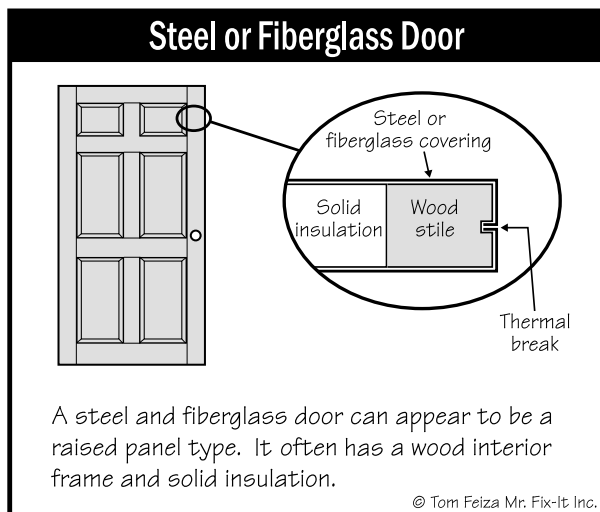 Steel or Fiberglass Door
Steel or
fiberglass covering
Solid
insulation
Wood
stile
Thermal
break
A steel and fiberglass door can appear to be a
raised panel type. It often has a wood interior
frame and solid insulation.
© Tom Feiza Mr. Fix-It Inc.